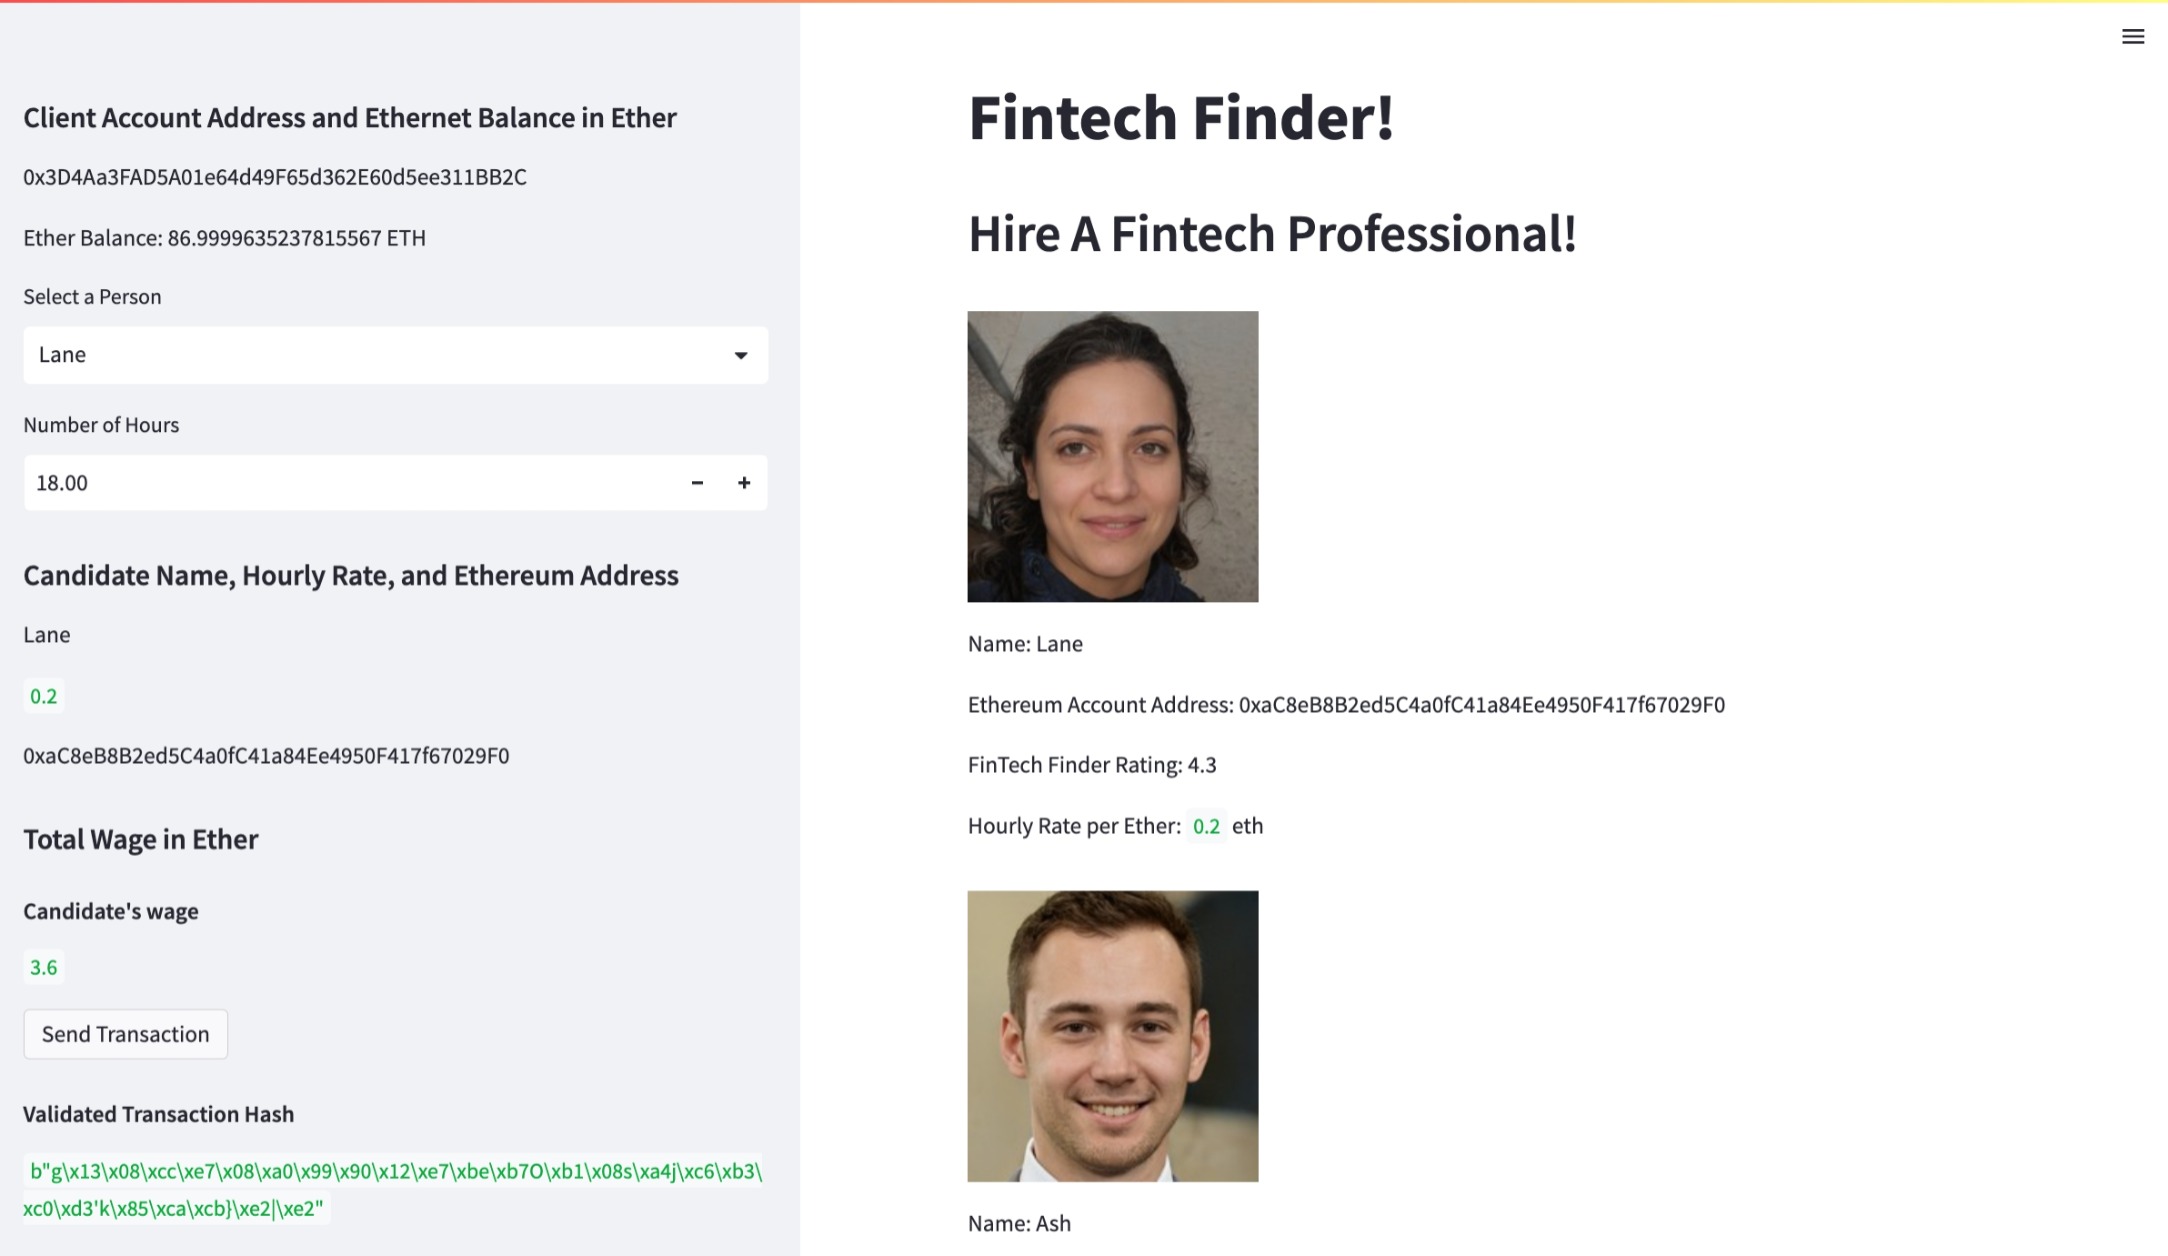 Client Account Address and Ethernet Balance in Ether
0x3D4Aa3FAD5A01e64d49F65d362E60d5ee311BB2C
Ether Balance: 86.9999635237815567 ETH
Select a Person
Lane
Number of Hours
18.00
Candidate Name, Hourly Rate, and Ethereum Address
Lane
0.2
0xaC8eB8B2ed5C4a0fC41a84Ee4950F417f67029F0
Total Wage in Ether
Candidate's wage
3.6
Send Transaction
Validated Transaction Hash
b"g\x13\x08\xcc\xe7\x08\xa0\x99\x90\x12\xe7\xbe\xb7O\xb1\x08s\xa4j\xc6\xb3\
xc0\xd3'k\x85\xca\xcb}\xe2|\xe2"
Fintech Finder!
Hire A Fintech Professional!
Name: Lane
Ethereum Account Address: 0xaC8eB8B2ed5C4a0fC41a84Ee4950F417f67029F0
FinTech Finder Rating: 4.3
Hourly Rate per Ether: 0.2 eth
Name: Ash